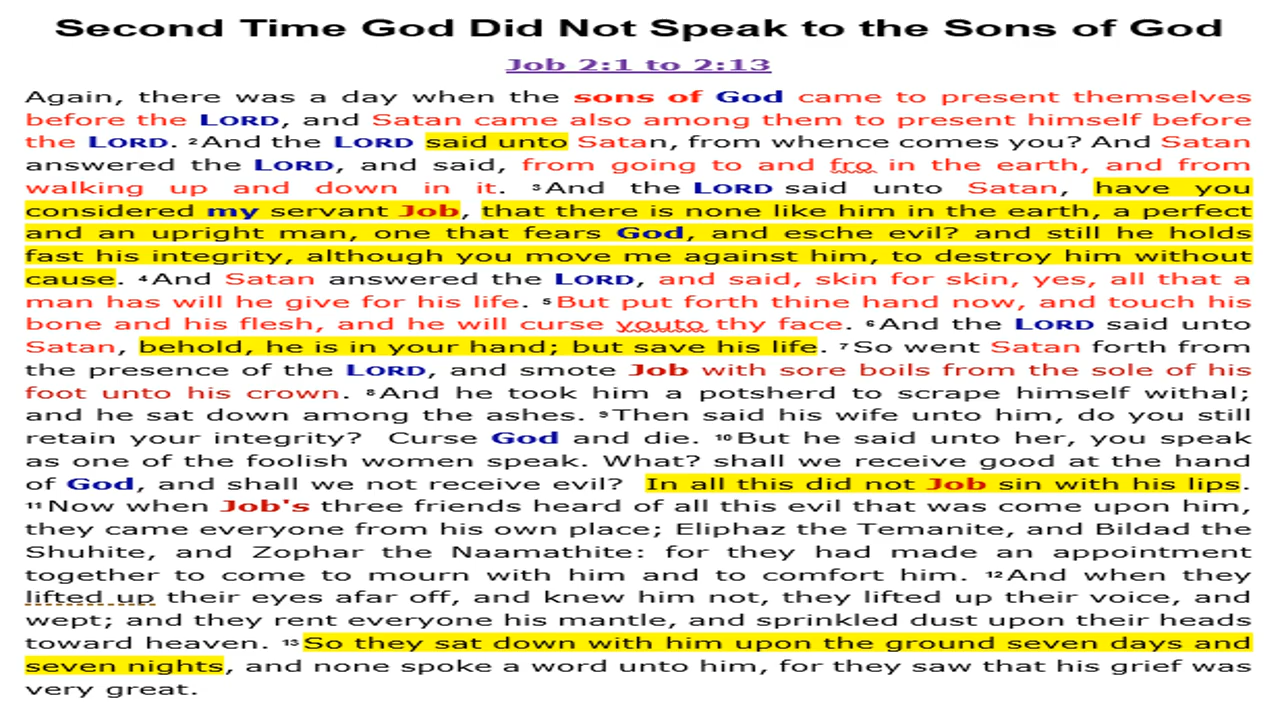 Second Time God Did Not Speak to the Sons of God
Job 2:1 to 2:13
Again, there was a day when the sons of God came to present themselves
before the LORD, and Satan came also among them to present himself before
the LORD. ²And the LORD said unto Satan, from whence comes you? And Satan
answered the LORD, and said, from going to and fro in the earth, and from
walking up and down in it. ³And the LORD said unto Satan, have you
considered my servant Job, that there is none like him in the earth, a perfect
and an upright man, one that fears God, and esche evil? and still he holds
fast his integrity, although you move me against him, to destroy him without
cause. ⁴And Satan answered the LORD, and said, skin for skin, yes, all that a
man has will he give for his life. ⁵But put forth thine hand now, and touch his
bone and his flesh, and he will curse youto thy face. ⁶And the LORD said unto
Satan, behold, he is in your hand; but save his life. ⁷So went Satan forth from
the presence of the LORD, and smote Job with sore boils from the sole of his
foot unto his crown. ⁸And he took him a potsherd to scrape himself withal;
and he sat down among the ashes. ⁹Then said his wife unto him, do you still
retain your integrity? Curse God and die. ¹⁰But he said unto her, you speak
as one of the foolish women speak. What? shall we receive good at the hand
of God, and shall we not receive evil? In all this did not Job sin with his lips.
¹¹Now when Job's three friends heard of all this evil that was come upon him,
they came everyone from his own place; Eliphaz the Temanite, and Bildad the
Shuhite, and Zophar the Naamathite: for they had made an appointment
together to come to mourn with him and to comfort him. ¹²And when they
lifted up their eyes afar off, and knew him not, they lifted up their voice, and
wept; and they rent everyone his mantle, and sprinkled dust upon their heads
toward heaven. ¹³So they sat down with him upon the ground seven days and
seven nights, and none spoke a word unto him, for they saw that his grief was
very great.